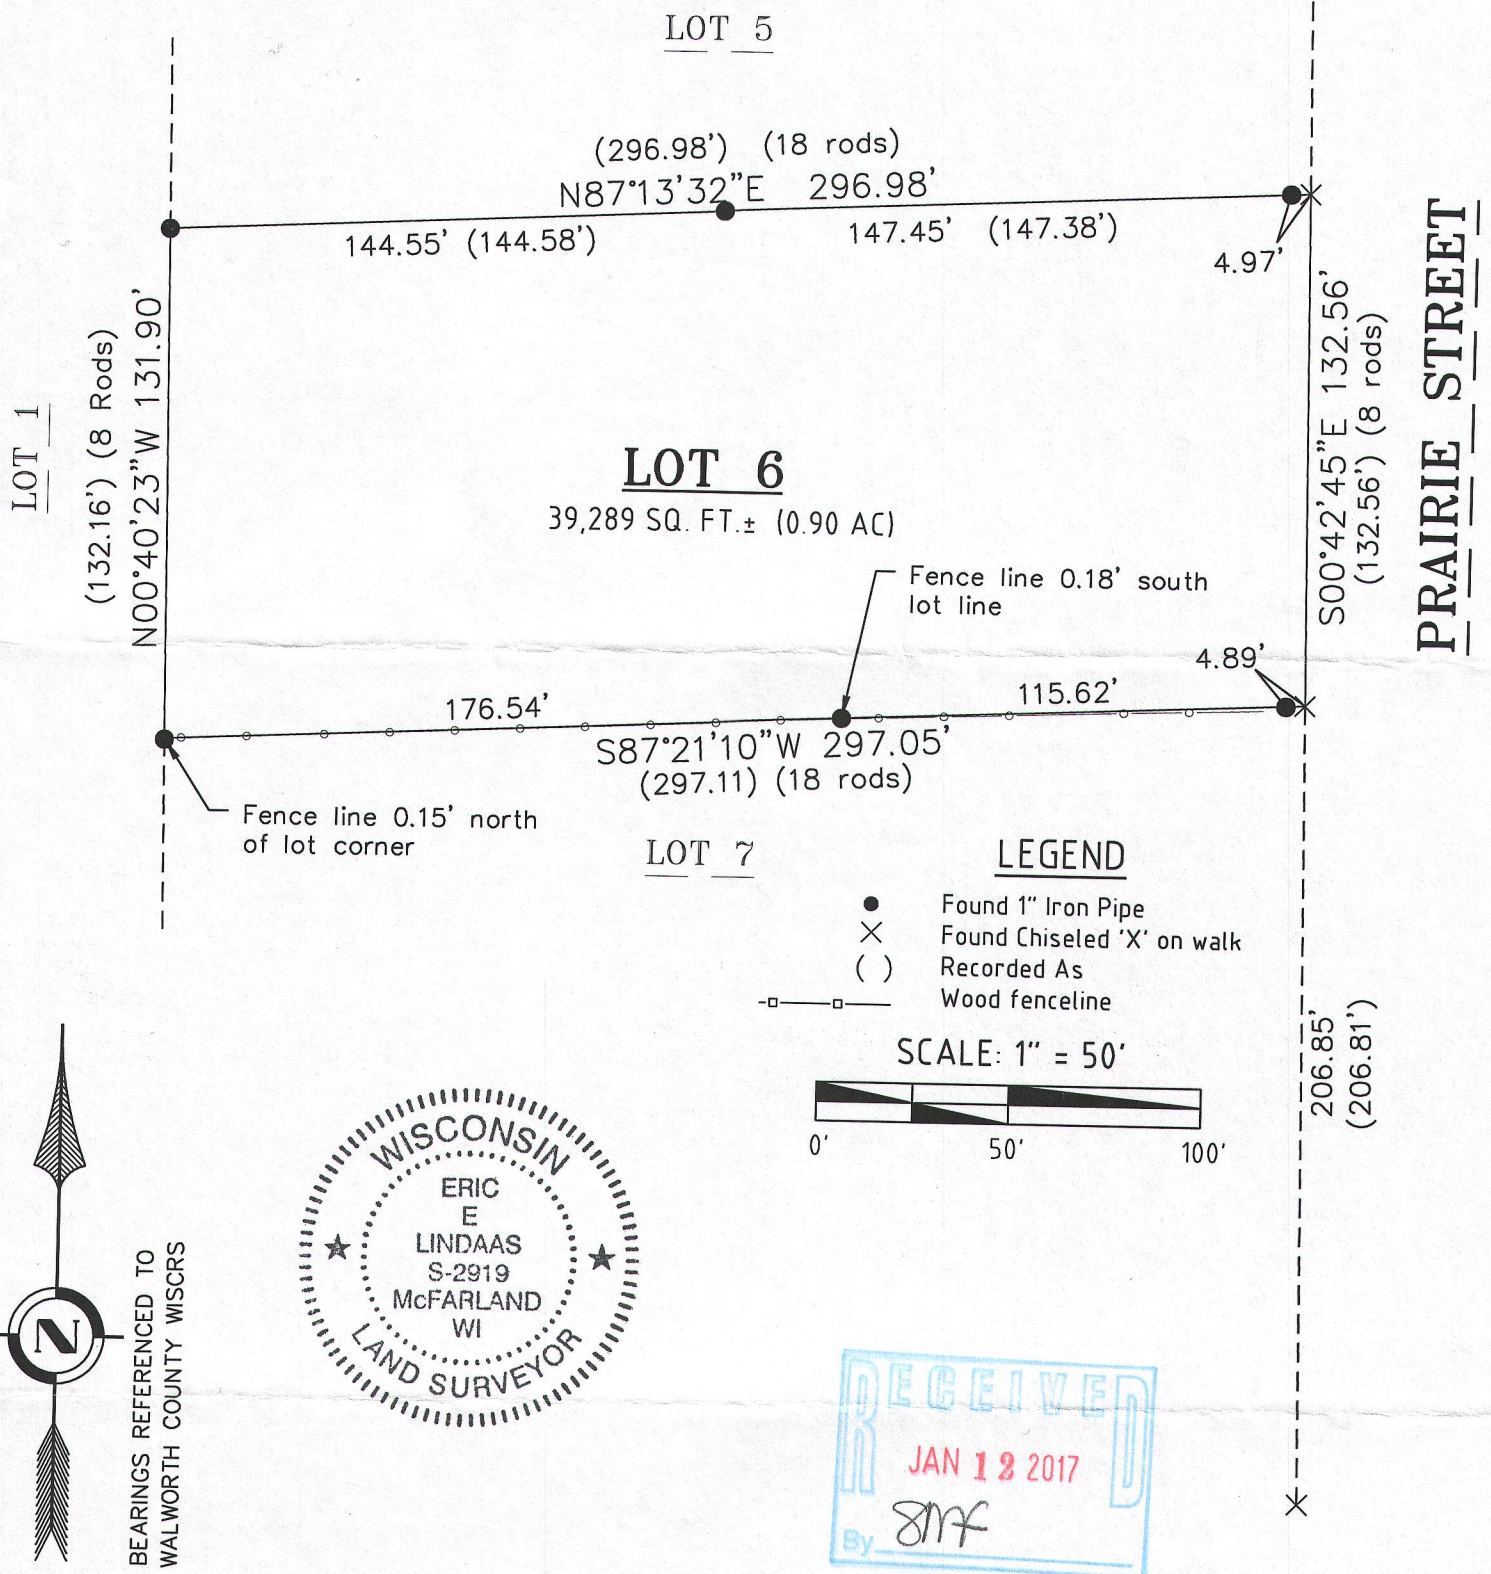 LOT 5
(296.98') (18 rods)
N87°13'32"E 296.98'
144.55' (144.58')
147.45' (147.38')
4.97'
LOT 1
(132.16') (8 Rods)
N00°40'23"W 131.90'
S00°42'45"E 132.56'
(132.56') (8 rods)
PRAIRIE STREET
LOT 6
39,289 SQ. FT.± (0.90 AC)
Fence line 0.18' south
lot line
4.89'
176.54'
115.62'
S87°21'10"W 297.05'
(297.11) (18 rods)
Fence line 0.15' north
of lot corner
LOT 7
LEGEND
Found 1" Iron Pipe
Found Chiseled 'X' on walk
( ) Recorded As
Wood fenceline
SCALE: 1" = 50'
0' 50' 100'
206.85'
(206.81')
N
BEARINGS REFERENCED TO
WALWORTH COUNTY WISCRS
WISCONSIN
ERIC
E
LINDAAS
S-2919
McFARLAND
WI
LAND SURVEYOR
RECEIVED
JAN 12 2017
By